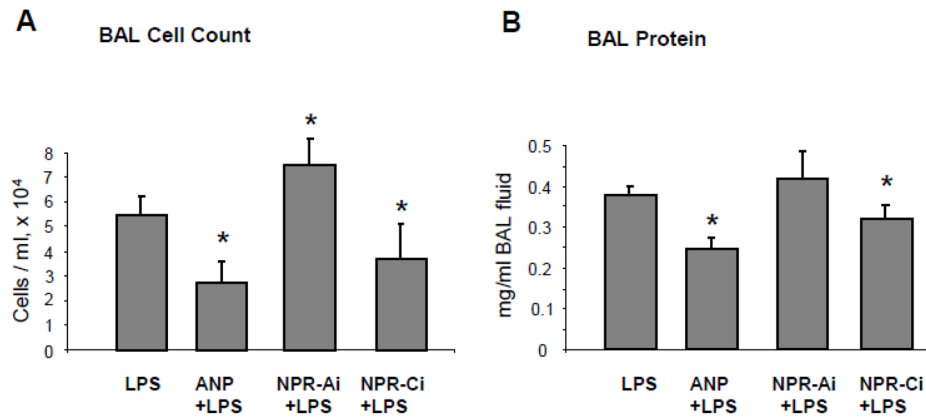 A
BAL Cell Count
Cells / ml, x 10⁴
8
7
6
5
4
3
2
1
0
*
*
*
LPS
ANP
+LPS
NPR-Ai
+LPS
NPR-Ci
+LPS
B
BAL Protein
mg/ml BAL fluid
0.5
0.4
0.3
0.2
0.1
0
*
*
LPS
ANP
+LPS
NPR-Ai
+LPS
NPR-Ci
+LPS